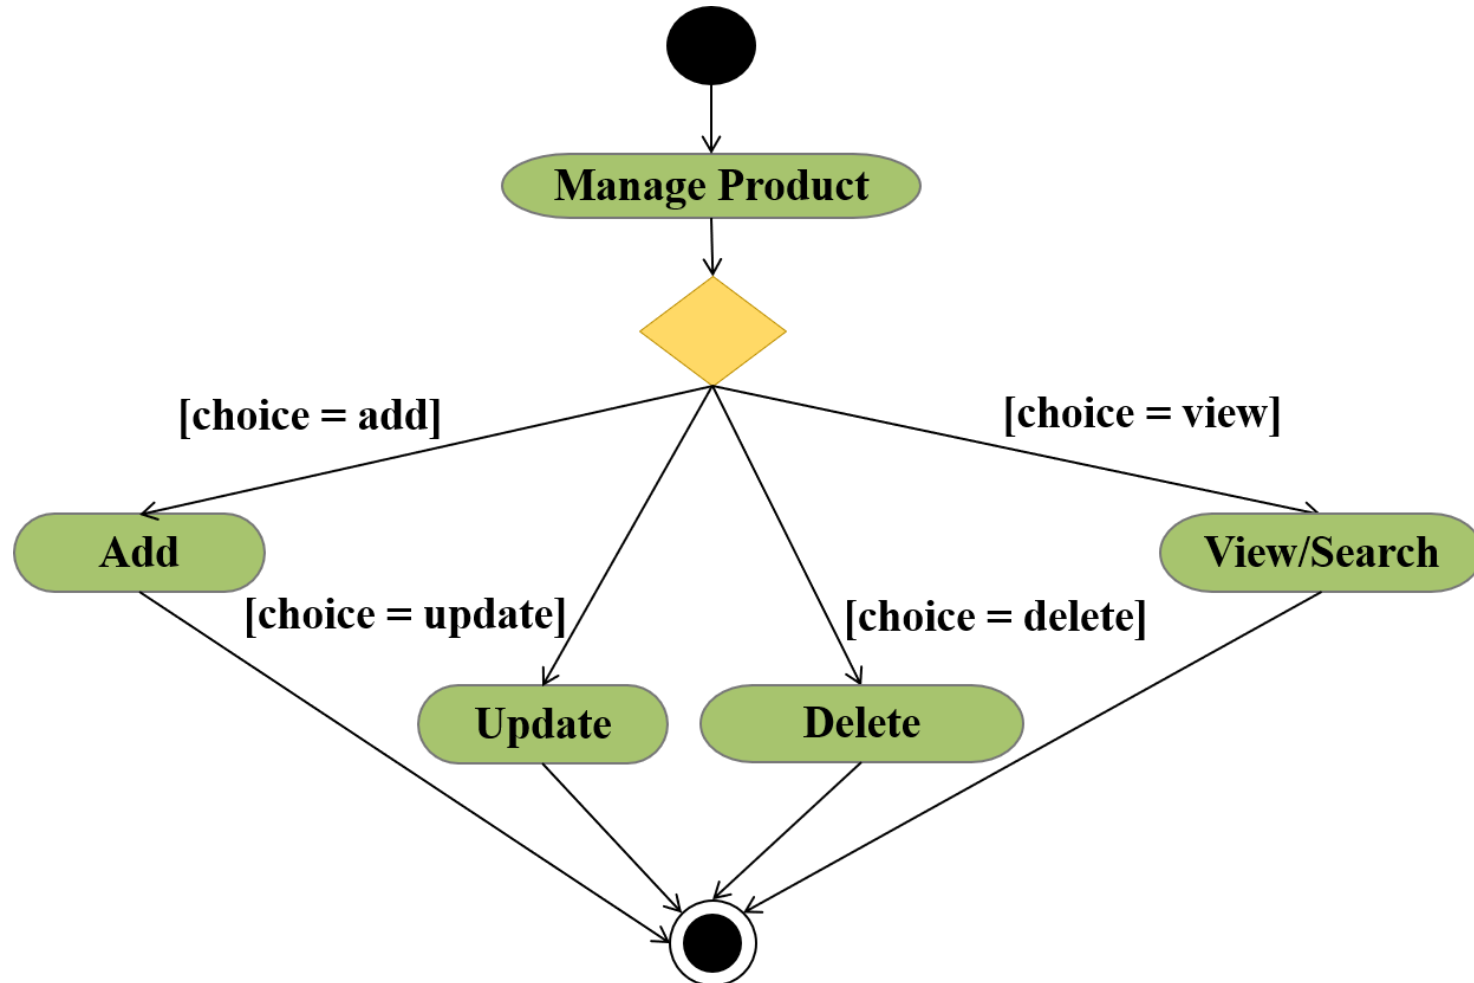 Manage Product
[choice = add]
[choice = view]
Add
View/Search
[choice = update]
[choice = delete]
Update
Delete